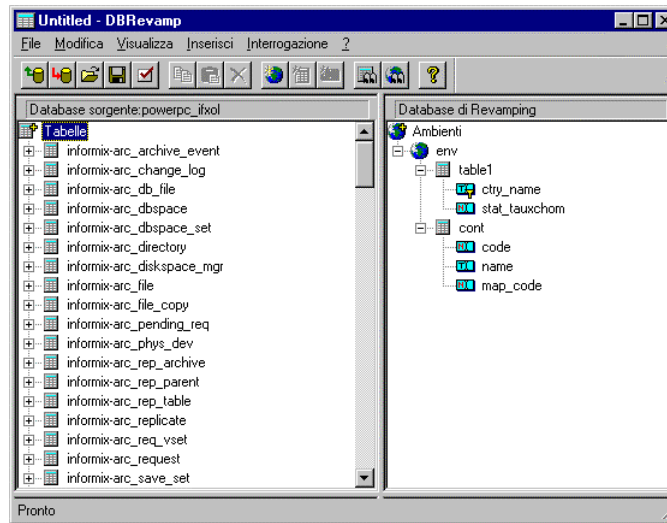 Untitled - DBRevamp
File Modifica Visualizza Inserisci Interrogazione ?
Database sorgente:powerpc_ifxol
Tabelle
informix-arc_archive_event
informix-arc_change_log
informix-arc_db_file
informix-arc_dbspace
informix-arc_dbspace_set
informix-arc_directory
informix-arc_diskspace_mgr
informix-arc_file
informix-arc_file_copy
informix-arc_pending_req
informix-arc_phys_dev
informix-arc_rep_archive
informix-arc_rep_parent
informix-arc_rep_table
informix-arc_replicate
informix-arc_req_vset
informix-arc_request
informix-arc_save_set
Database di Revamping
Ambienti
env
table1
ctry_name
stat_tauxchom
cont
code
name
map_code
Pronto